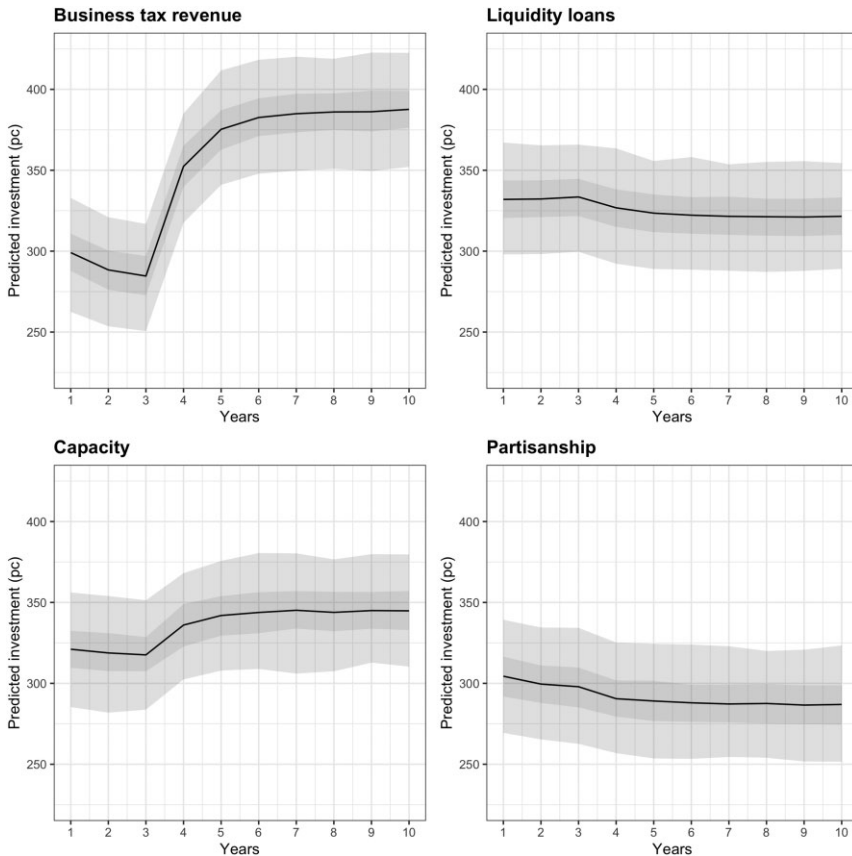 Business tax revenue
Predicted investment (pc)
400
350
300
250
1 2 3 4 5 6 7 8 9 10
Years
Liquidity loans
Predicted investment (pc)
400
350
300
250
1 2 3 4 5 6 7 8 9 10
Years
Capacity
Predicted investment (pc)
400
350
300
250
1 2 3 4 5 6 7 8 9 10
Years
Partisanship
Predicted investment (pc)
400
350
300
250
1 2 3 4 5 6 7 8 9 10
Years